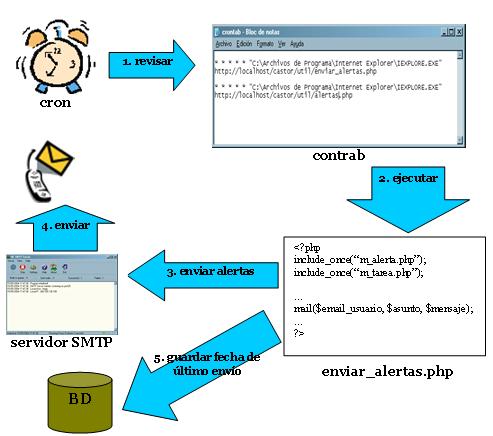 cron
1. revisar
crontab - Bloc de notas
Archivo Edición Formato Ver Ayuda
* * * * * "C:\Archivos de Programa\Internet Explorer\IEXPLORE.EXE"
http://localhost/castor/util/enviar_alertas.php
* * * * * "C:\Archivos de Programa\Internet Explorer\IEXPLORE.EXE"
http://localhost/castor/util/alertas.php
contrab
2. ejecutar
<?php
include_once("m_alerta.php");
include_once("m_tarea.php");
...
mail($email_usuario, $asunto, $mensaje);
...
?>
enviar_alertas.php
3. enviar alertas
4. enviar
servidor SMTP
5. guardar fecha de
último envío
BD